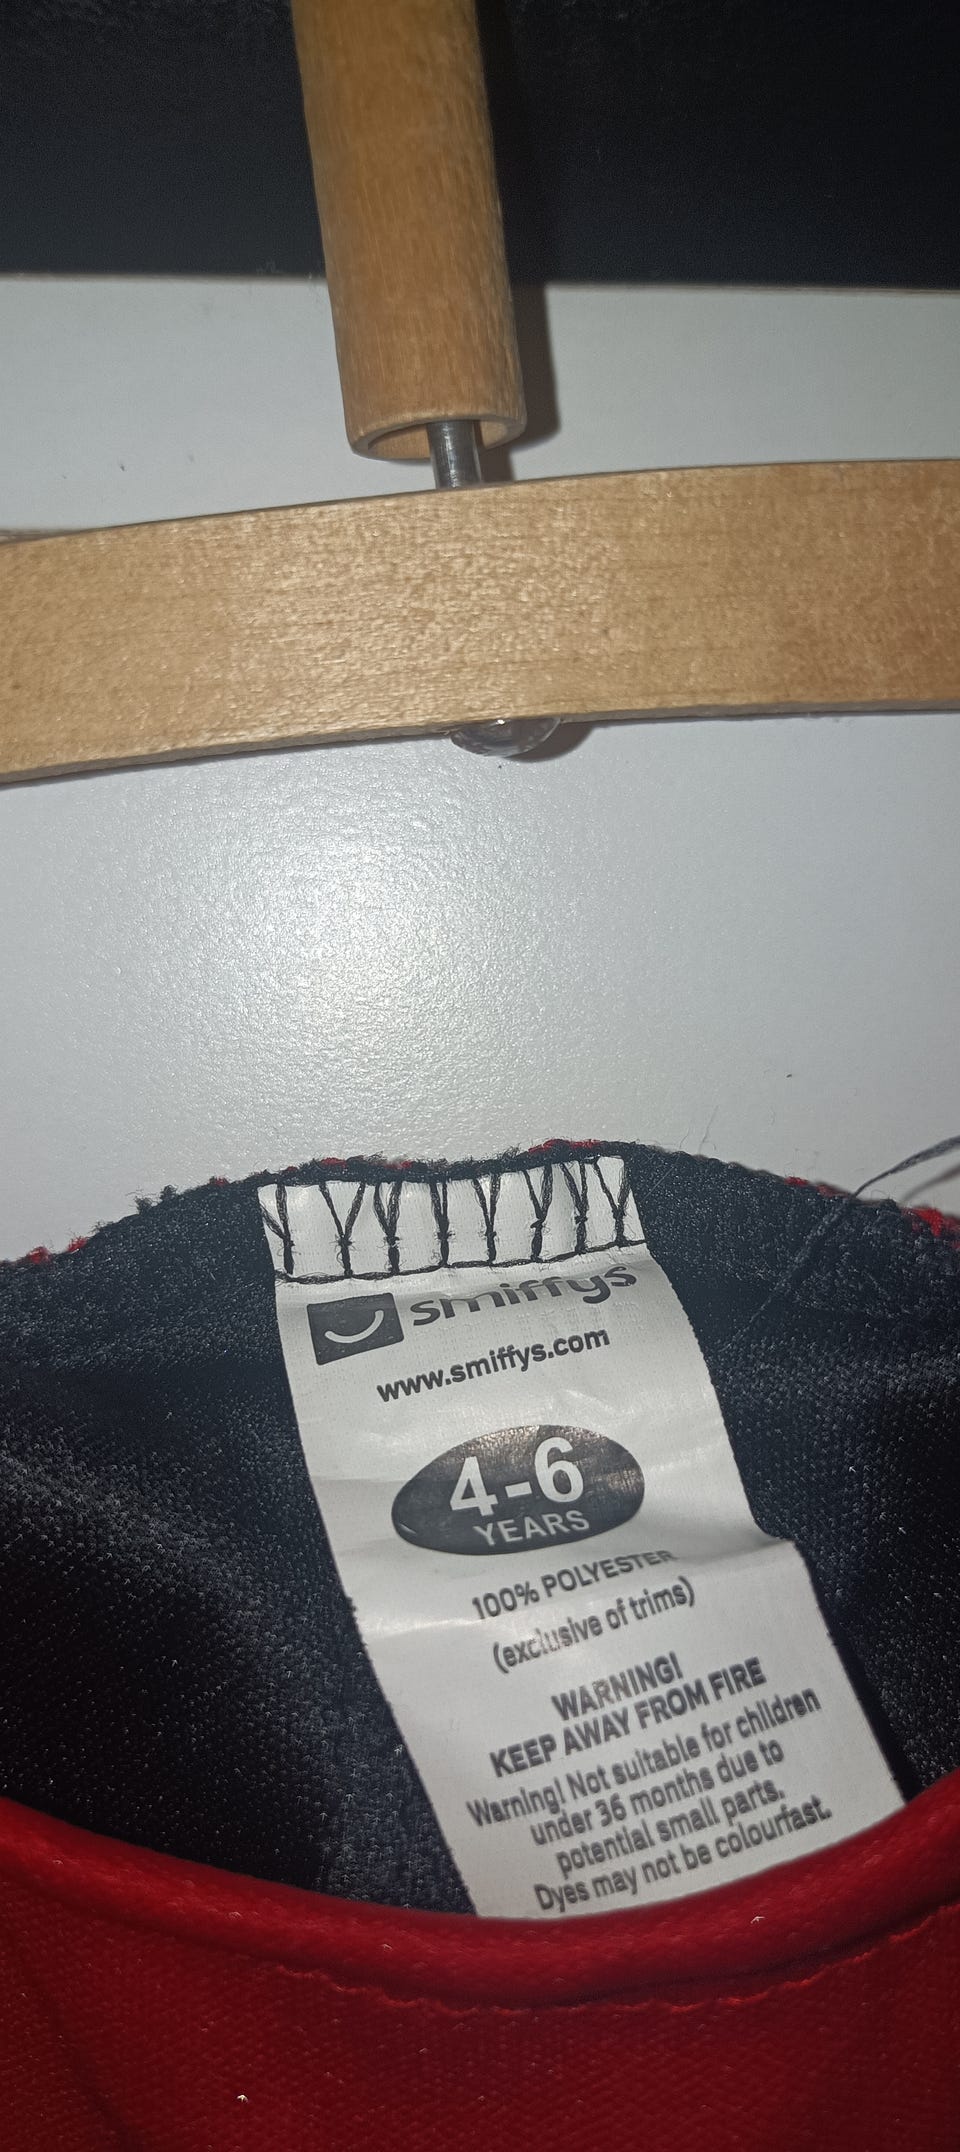 smiffys
www.smiffys.com
4-6
YEARS
100% POLYESTER
(exclusive of trims)
WARNING!
KEEP AWAY FROM FIRE
Warning! Not suitable for children
under 36 months due to
potential small parts.
Dyes may not be colourfast.